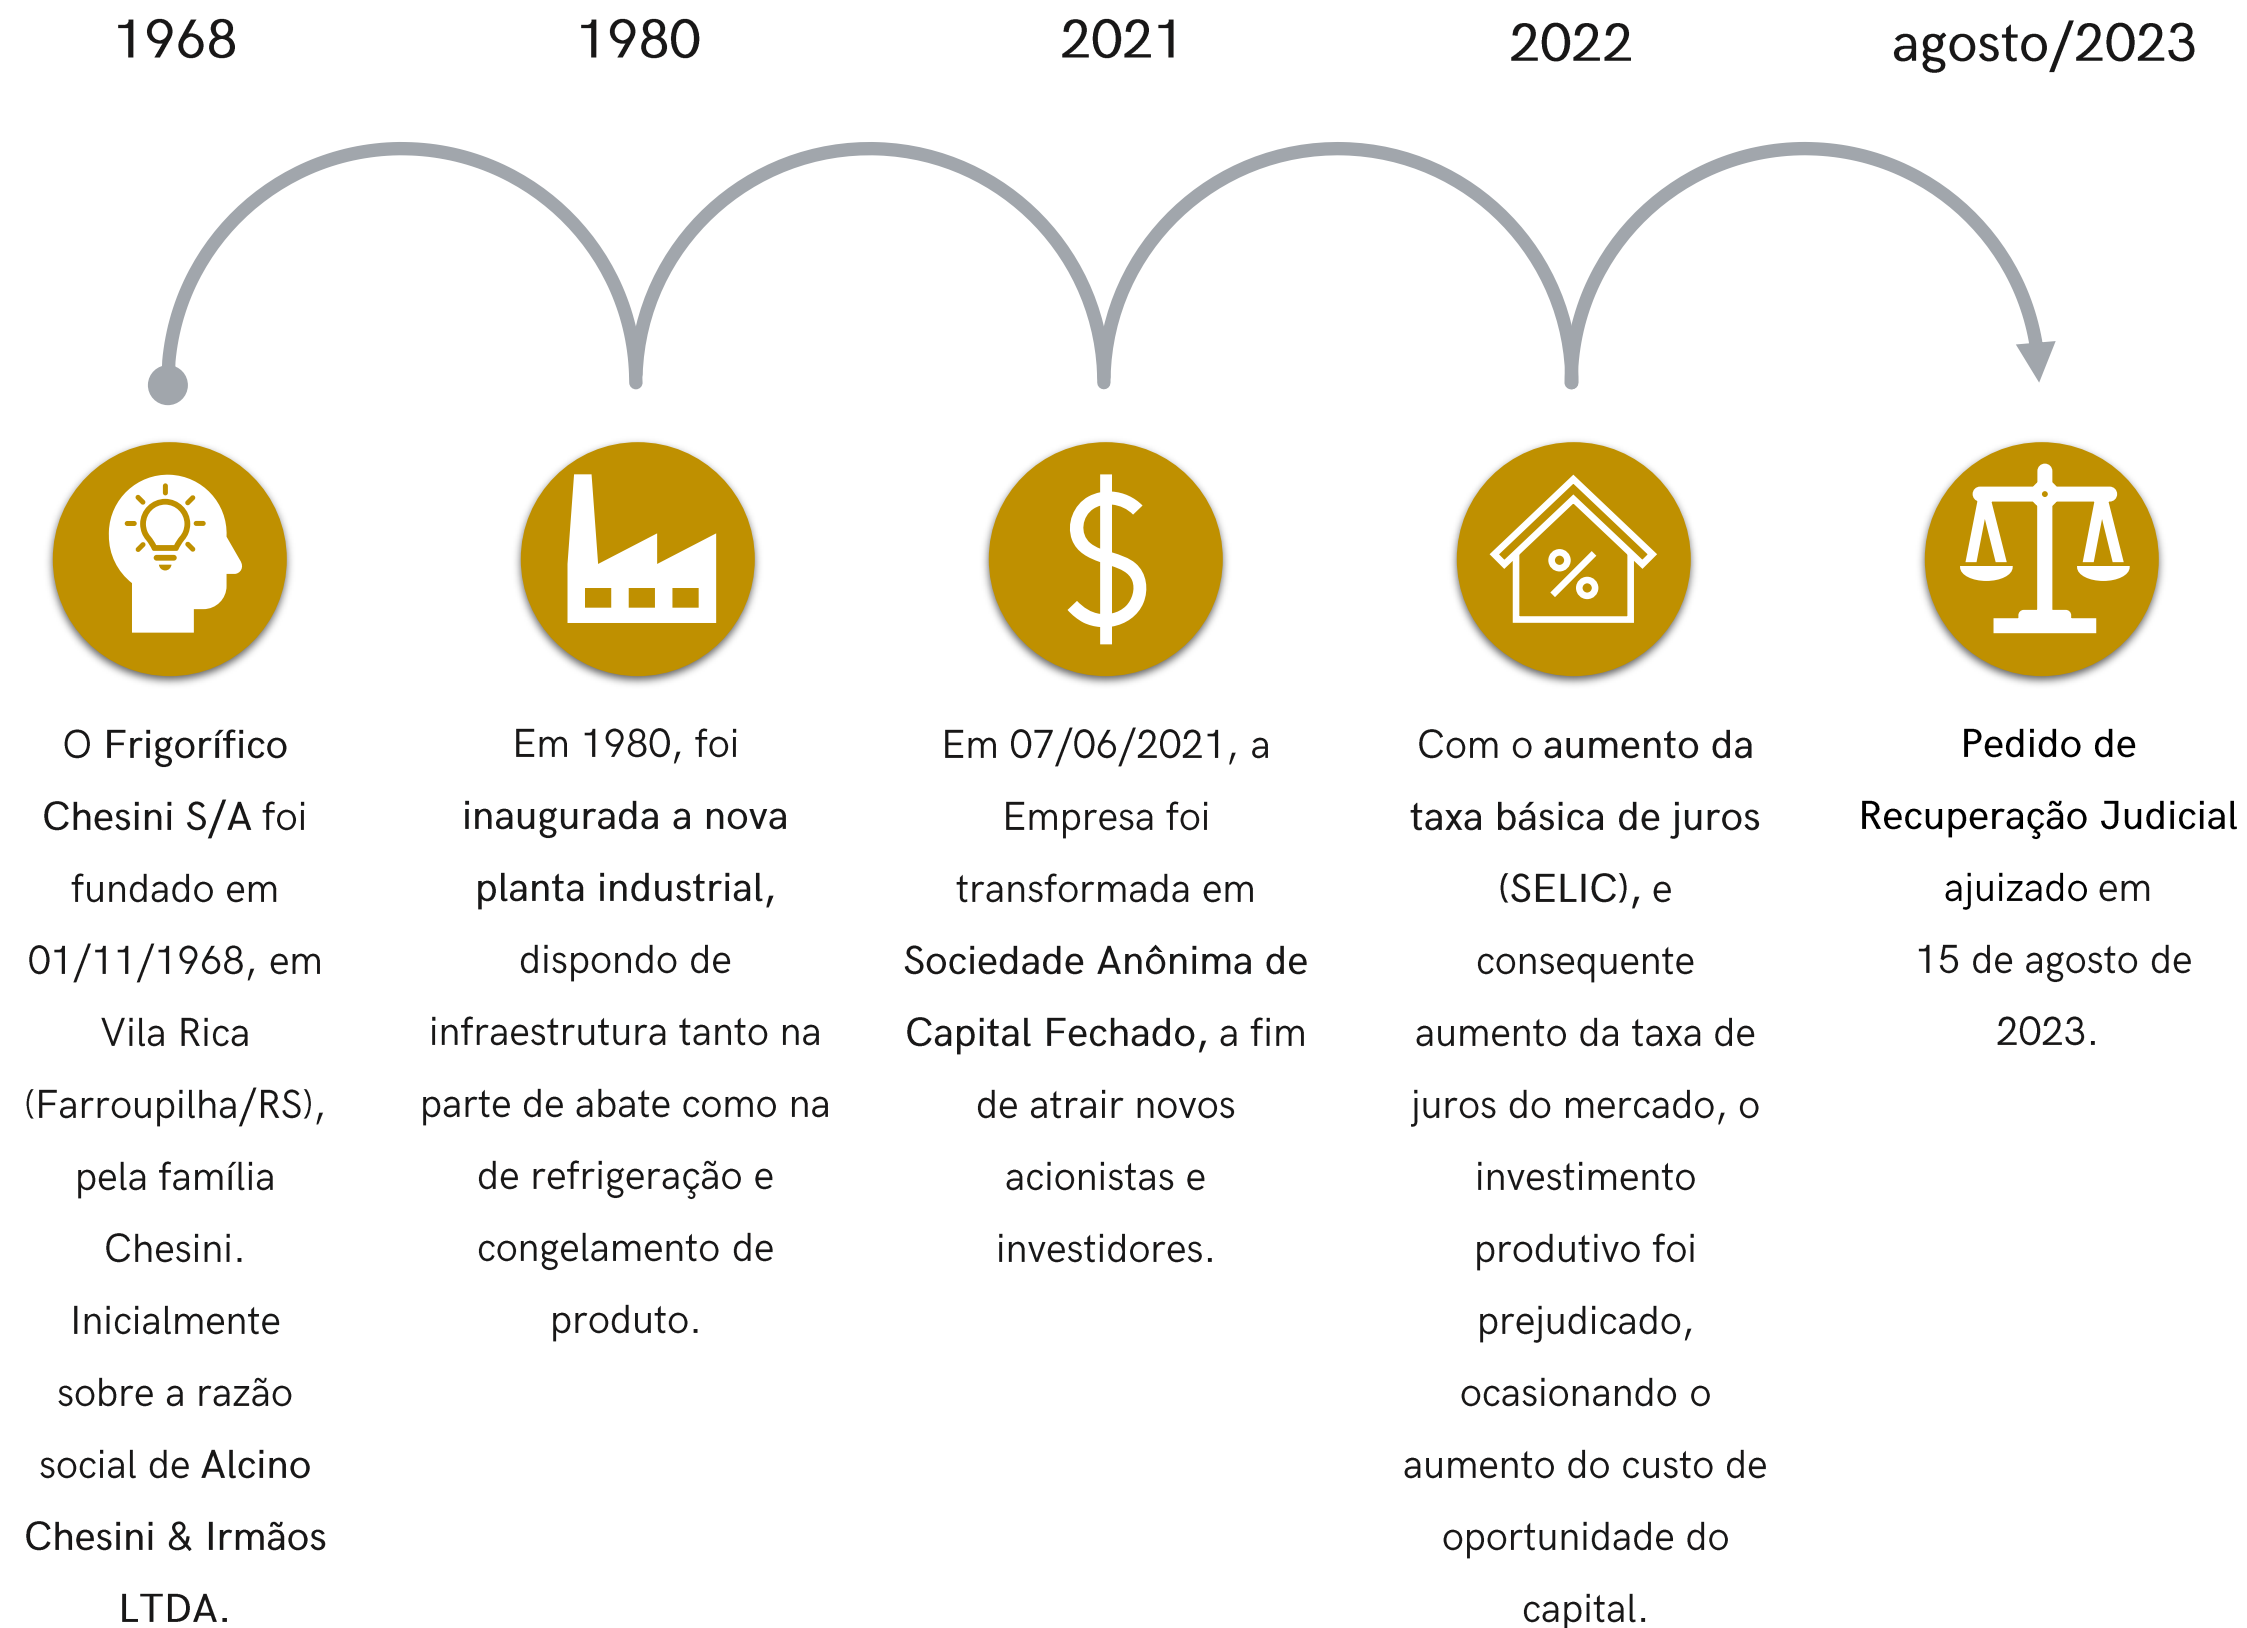 1968
1980
2021
2022
agosto/2023
O Frigorífico
Chesini S/A foi
fundado em
01/11/1968, em
Vila Rica
(Farroupilha/RS),
pela família
Chesini.
Inicialmente
sobre a razão
social de Alcino
Chesini & Irmãos
LTDA.
Em 1980, foi
inaugurada a nova
planta industrial,
dispondo de
infraestrutura tanto na
parte de abate como na
de refrigeração e
congelamento de
produto.
Em 07/06/2021, a
Empresa foi
transformada em
Sociedade Anônima de
Capital Fechado, a fim
de atrair novos
acionistas e
investidores.
Com o aumento da
taxa básica de juros
(SELIC), e
consequente
aumento da taxa de
juros do mercado, o
investimento
produtivo foi
prejudicado,
ocasionando o
aumento do custo de
oportunidade do
capital.
Pedido de
Recuperação Judicial
ajuizado em
15 de agosto de
2023.